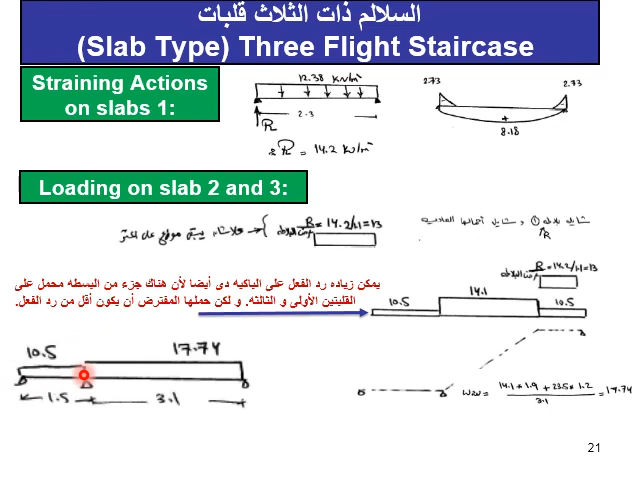 السلالم ذات الثلاث قلبات
(Slab Type) Three Flight Staircase
Straining Actions
on slabs 1:
12.38 KN/m²
2.3
R
R = 14.2 KN/m
2.73
2.73
8.18
Loading on slab 2 and 3:
R = 14.2/1.1 = 13
R
R = 14.2/1.1 = 13
يمكن زياده رد الفعل على الباكيه دى أيضا لأن هناك جزء من البسطه محمل على
القلبتين الأولى و الثالثه. و لكن حملها المفترض أن يكون أقل من رد الفعل.
10.5
14.1
10.5
10.5
17.74
1.5
3.1
14.1 * 1.9 + 23.5 * 1.2
3.1
= 17.74
21